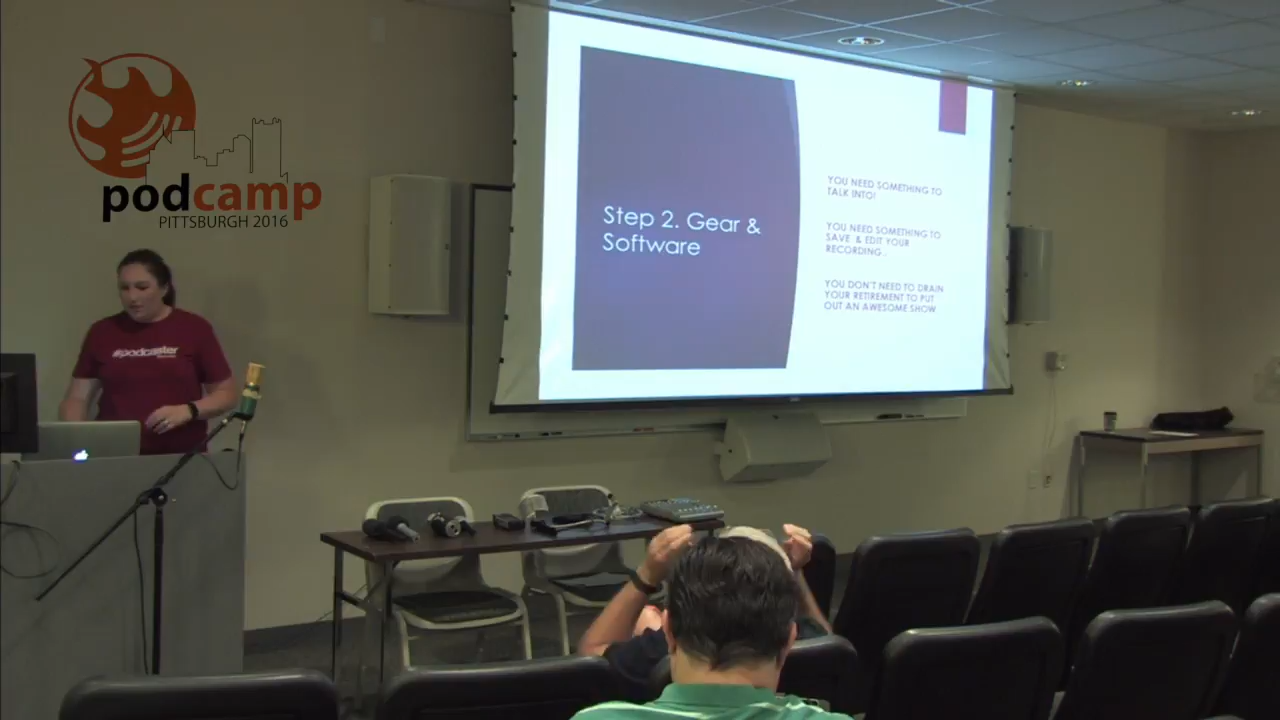 podcamp
PITTSBURGH 2016
#podcaster
Step 2. Gear &
Software
YOU NEED SOMETHING TO
TALK INTO!
YOU NEED SOMETHING TO
SAVE & EDIT YOUR
RECORDING .
YOU DON'T NEED TO DRAIN
YOUR RETIREMENT TO PUT
OUT AN AWESOME SHOW